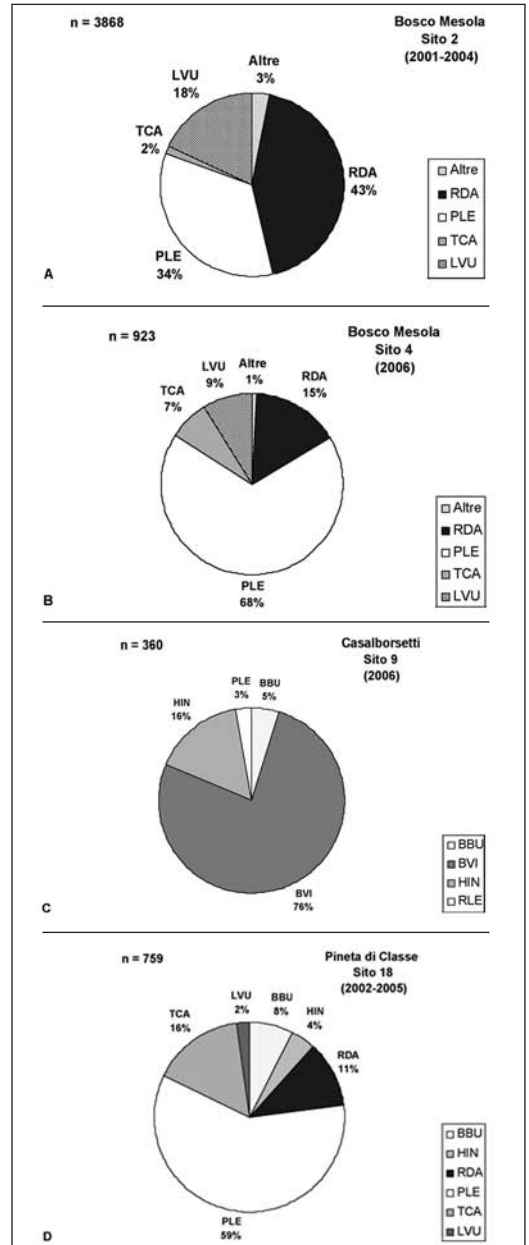 n = 3868
Bosco Mesola
Sito 2
(2001-2004)
Altre
3%
LVU
18%
TCA
2%
RDA
43%
PLE
34%
Altre
RDA
PLE
TCA
LVU
A
n = 923
Bosco Mesola
Sito 4
(2006)
LVU
9%
Altre
1%
RDA
15%
TCA
7%
PLE
68%
Altre
RDA
PLE
TCA
LVU
B
n = 360
Casalborsetti
Sito 9
(2006)
PLE
3%
BBU
5%
HIN
16%
BVI
76%
BBU
BVI
HIN
RLE
C
n = 759
Pineta di Classe
Sito 18
(2002-2005)
LVU
2%
BBU
8%
HIN
4%
TCA
16%
RDA
11%
PLE
59%
BBU
HIN
RDA
PLE
TCA
LVU
D